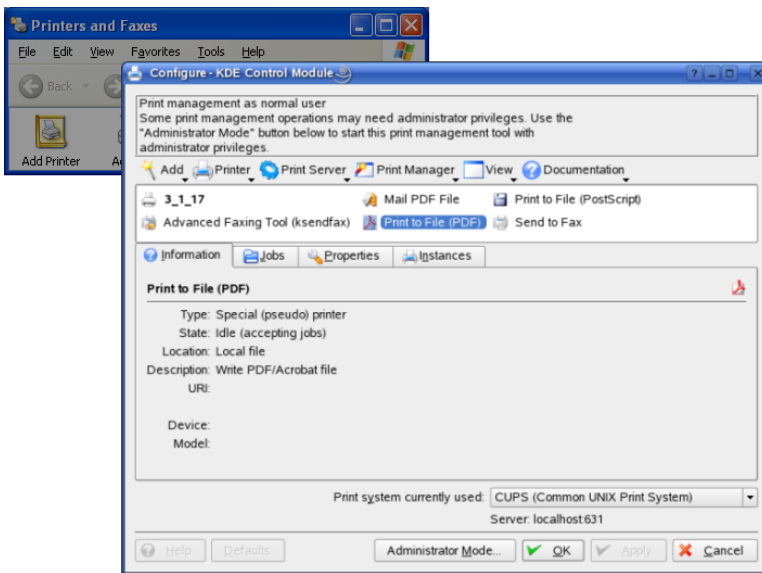 Printers and Faxes
File Edit View Favorites Tools Help
Back
Add Printer
Configure - KDE Control Module
Print management as normal user
Some print management operations may need administrator privileges. Use the
"Administrator Mode" button below to start this print management tool with
administrator privileges.
Add Printer Print Server Print Manager View Documentation
3_1_17 Mail PDF File Print to File (PostScript)
Advanced Faxing Tool (ksendfax) Print to File (PDF) Send to Fax
Information Jobs Properties Instances
Print to File (PDF)
Type: Special (pseudo) printer
State: Idle (accepting jobs)
Location: Local file
Description: Write PDF/Acrobat file
URI:
Device:
Model:
Print system currently used: CUPS (Common UNIX Print System)
Server: localhost:631
Help Defaults Administrator Mode... OK Apply Cancel